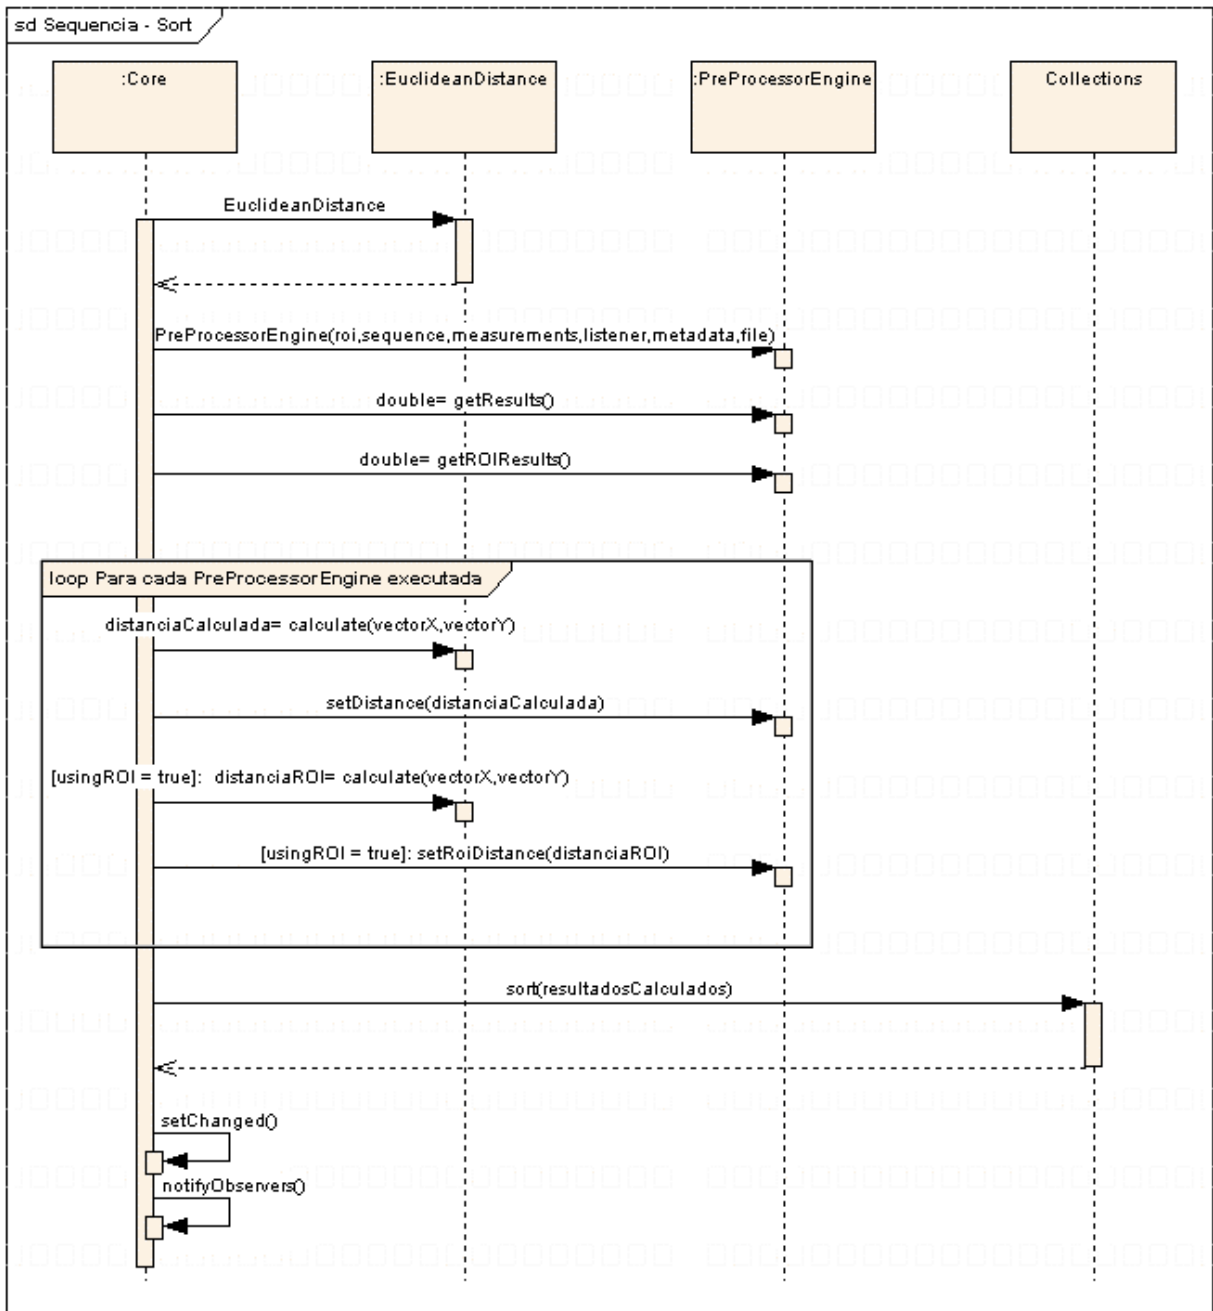 sd Sequencia - Sort
:Core
:EuclideanDistance
:PreProcessorEngine
Collections
EuclideanDistance
PreProcessorEngine(roi,sequence,measurements,listener,metadata,file)
double= getResults()
double= getROIResults()
loop Para cada PreProcessorEngine executada
distanciaCalculada= calculate(vectorX,vectorY)
setDistance(distanciaCalculada)
[usingROI = true]:  distanciaROI= calculate(vectorX,vectorY)
[usingROI = true]: setRoiDistance(distanciaROI)
sort(resultadosCalculados)
setChanged()
notifyObservers()